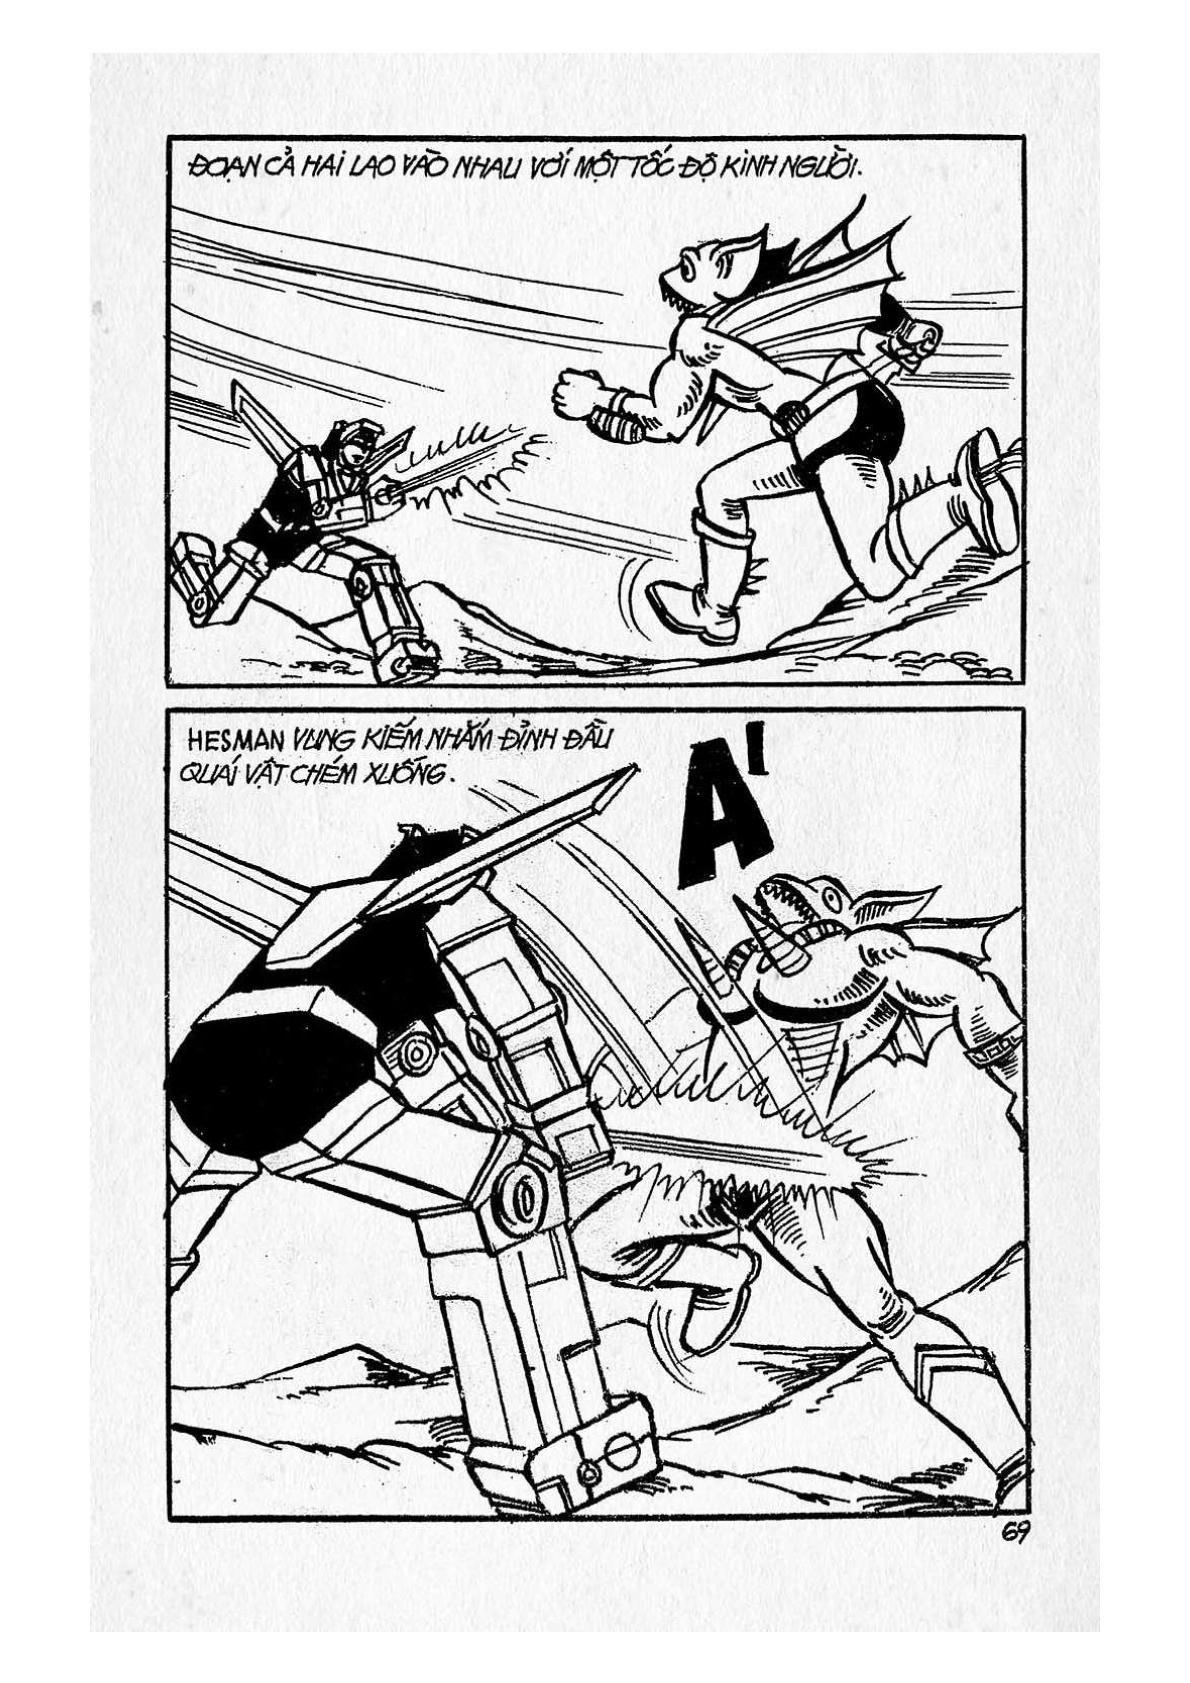 ĐOẠN CẢ HAI LAO VÀO NHAU VỚI MỘT TỐC ĐỘ KINH NGƯỜI.
HESMAN VUNG KIẾM NHẮM ĐỈNH ĐẦU
QUÁI VẬT CHÉM XUỐNG.
Á
69